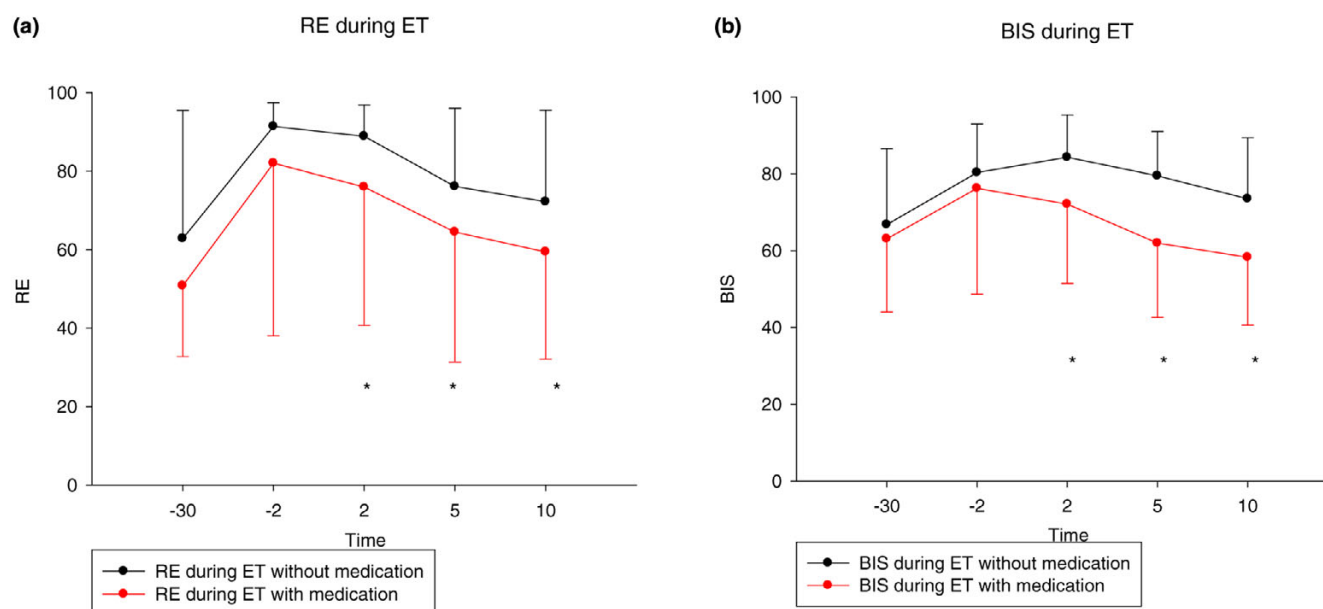 (a)
RE during ET
100
80
60
40
20
0
RE
* * *
-30 -2 2 5 10
Time
RE during ET without medication
RE during ET with medication
(b)
BIS during ET
100
80
60
40
20
0
BIS
* * *
-30 -2 2 5 10
Time
BIS during ET without medication
BIS during ET with medication